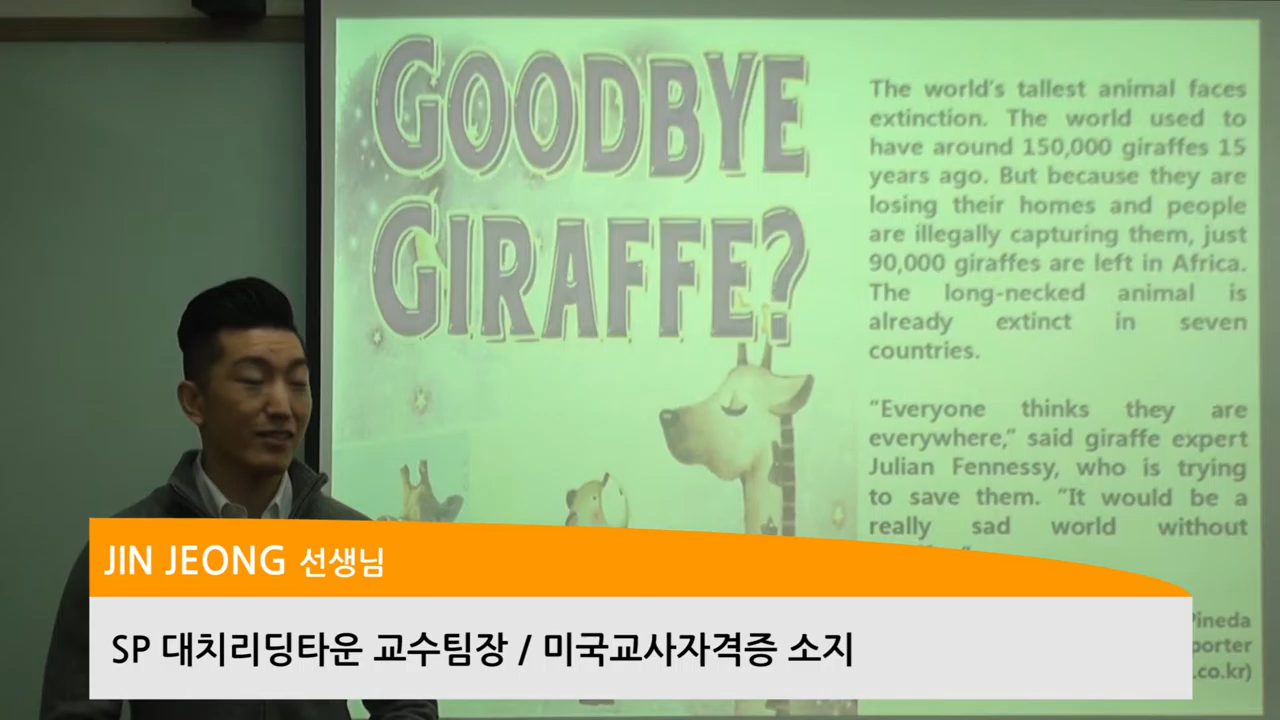 GOODBYE
GIRAFFE?
The world's tallest animal faces
extinction. The world used to
have around 150,000 giraffes 15
years ago. But because they are
losing their homes and people
are illegally capturing them, just
90,000 giraffes are left in Africa.
The long-necked animal is
already extinct in seven
countries.
"Everyone thinks they are
everywhere," said giraffe expert
Julian Fennessy, who is trying
to save them. "It would be a
really sad world without
Pineda
.co.kr)
JIN JEONG 선생님
SP 대치리딩타운 교수팀장 / 미국교사자격증 소지